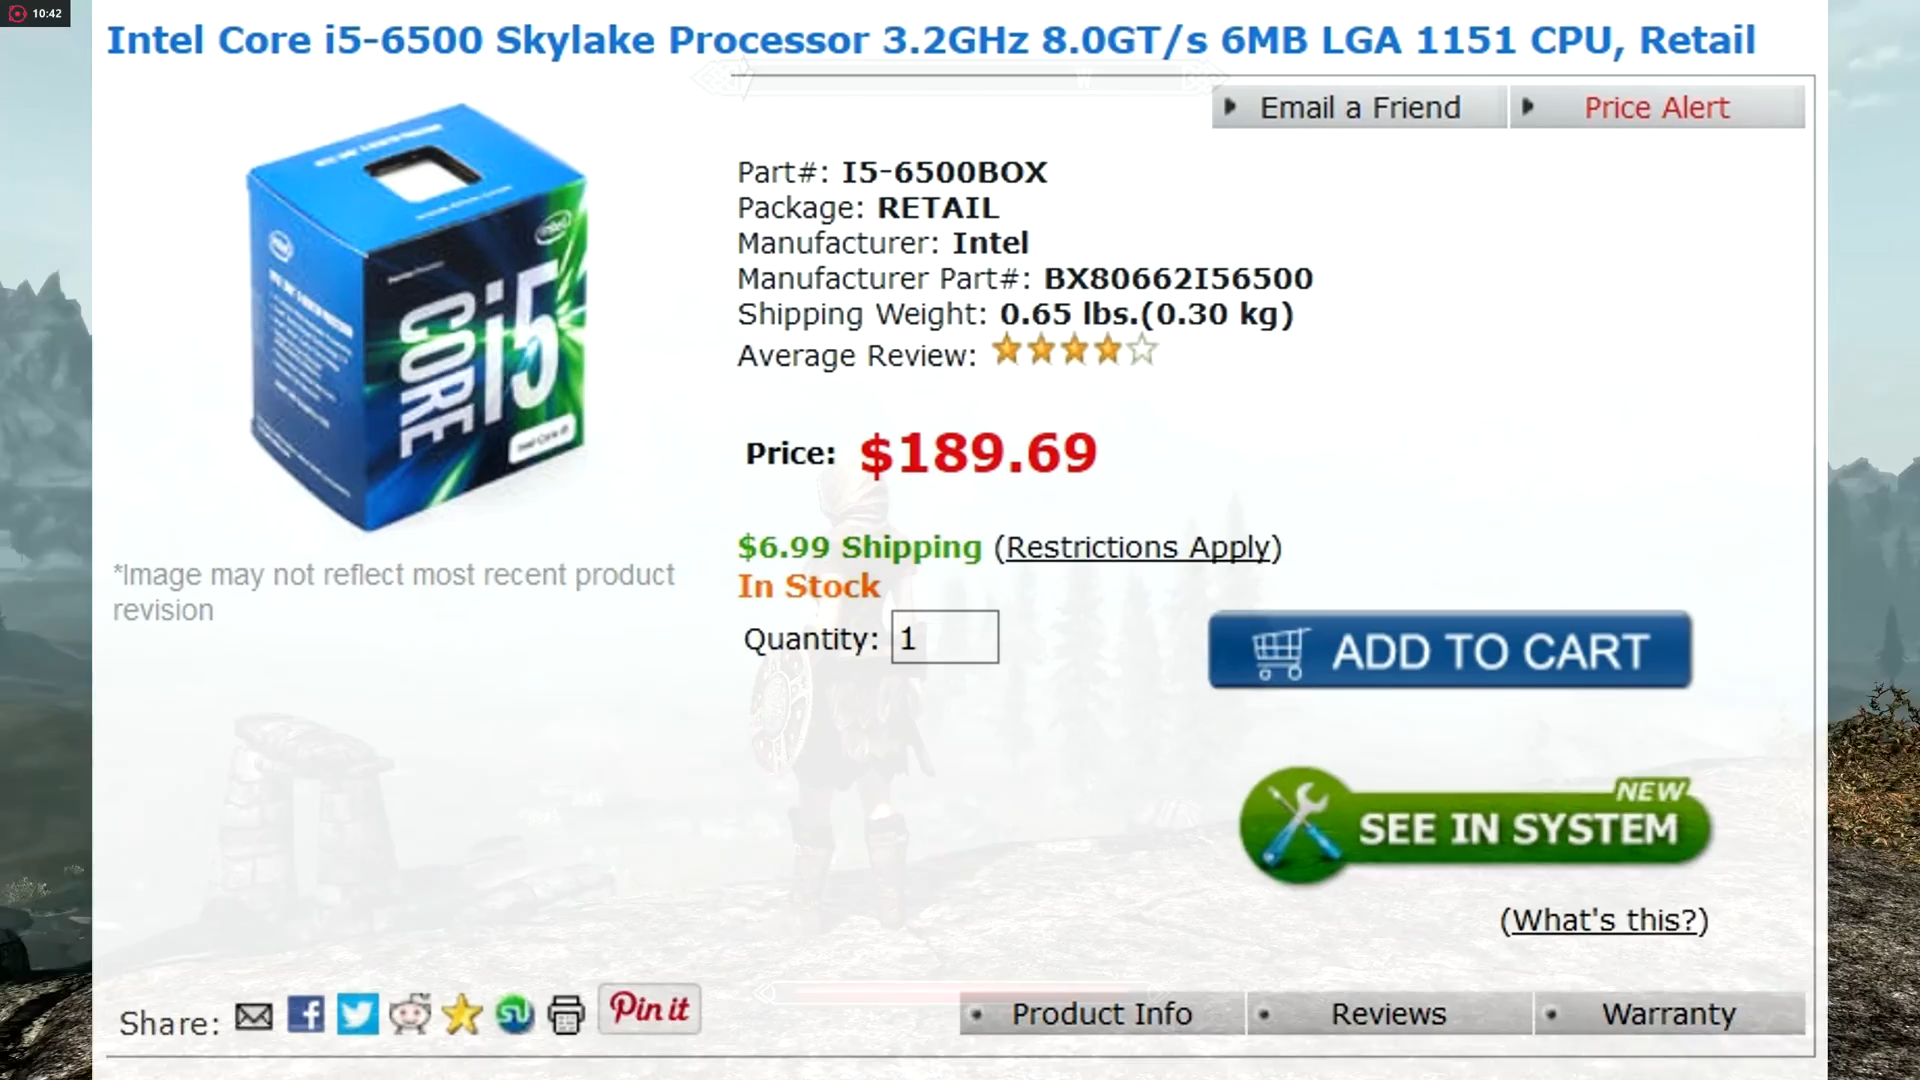 10:42
Intel Core i5-6500 Skylake Processor 3.2GHz 8.0GT/s 6MB LGA 1151 CPU, Retail
Email a Friend
Price Alert
Part#: I5-6500BOX
Package: RETAIL
Manufacturer: Intel
Manufacturer Part#: BX80662I56500
Shipping Weight: 0.65 lbs.(0.30 kg)
Average Review:
intel
CORE i5
Price: $189.69
$6.99 Shipping (Restrictions Apply)
In Stock
*Image may not reflect most recent product
revision
Quantity: 1
ADD TO CART
NEW
SEE IN SYSTEM
(What's this?)
Share:
Pin it
Product Info
Reviews
Warranty